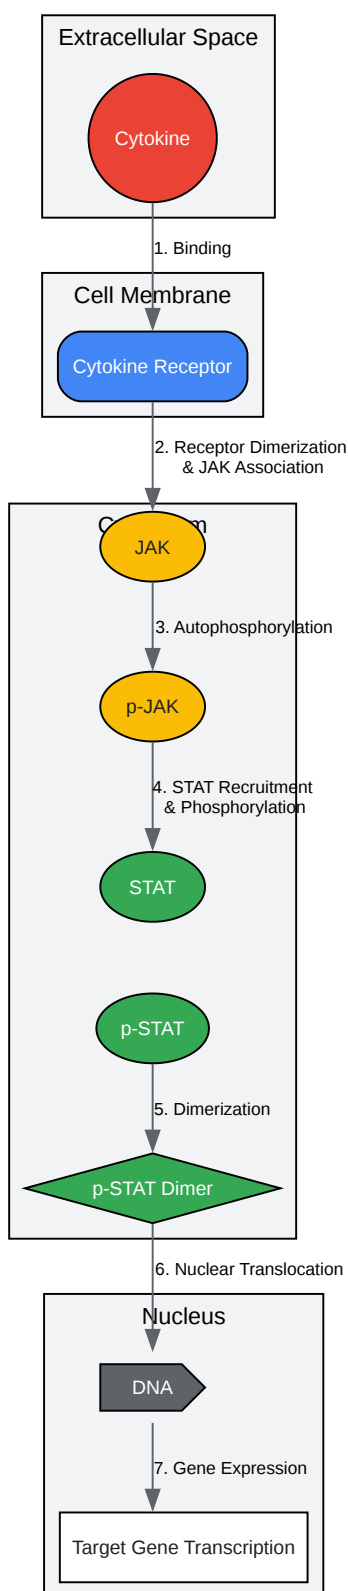 Extracellular Space
Cytokine
1. Binding
Cell Membrane
Cytokine Receptor
2. Receptor Dimerization
& JAK Association
JAK
3. Autophosphorylation
p-JAK
4. STAT Recruitment
& Phosphorylation
STAT
p-STAT
5. Dimerization
p-STAT Dimer
6. Nuclear Translocation
Nucleus
DNA
7. Gene Expression
Target Gene Transcription